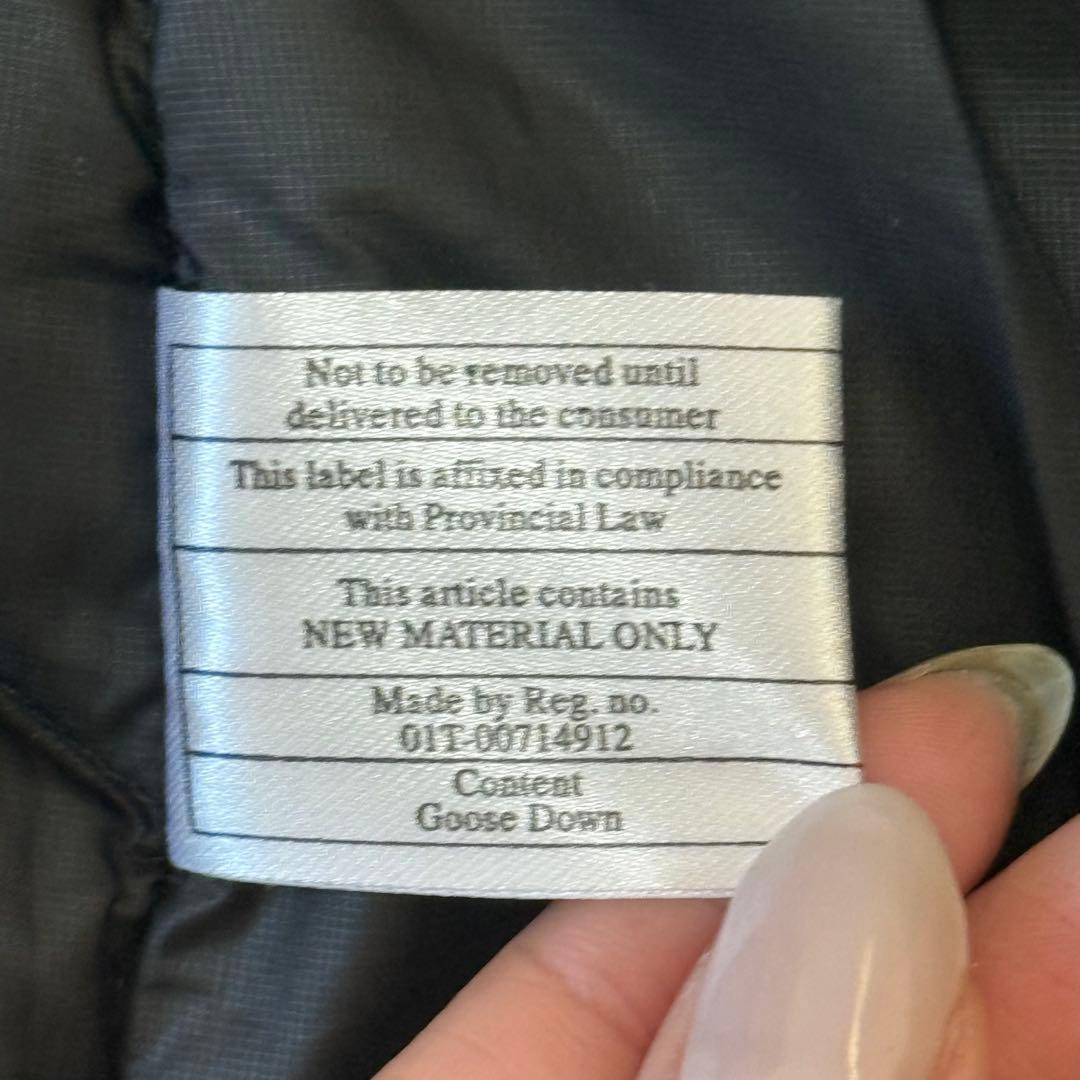 Not to be removed until
delivered to the consumer
This label is affixed in compliance
with Provincial Law
This article contains
NEW MATERIAL ONLY
Made by Reg. no.
01T-00714912
Content
Goose Down